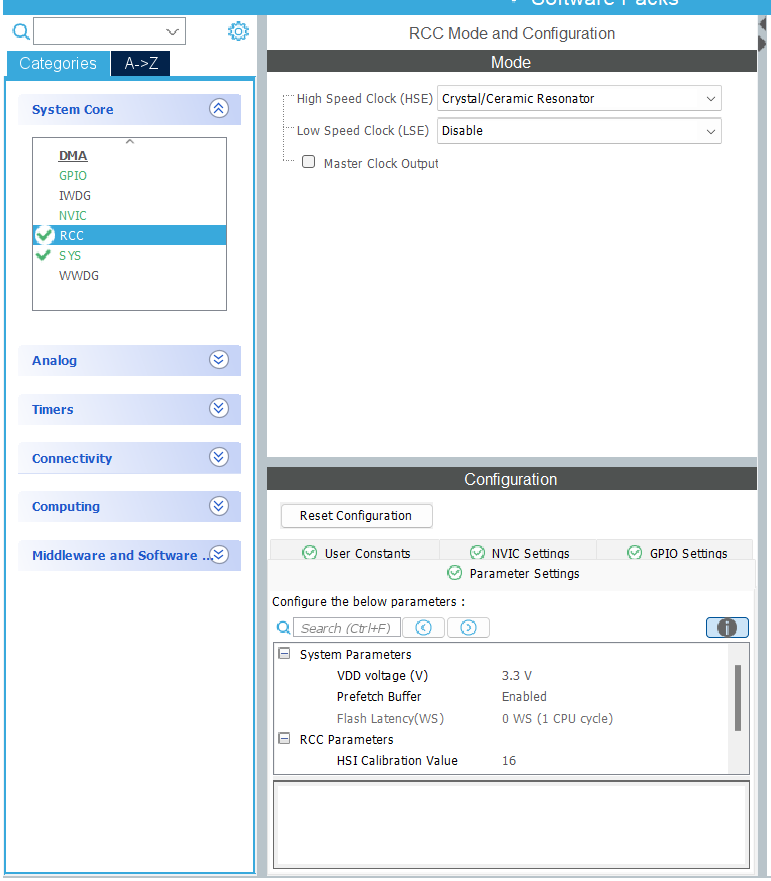 Software Packs
Categories
A->Z
System Core
DMA
GPIO
IWDG
NVIC
RCC
SYS
WWDG
Analog
Timers
Connectivity
Computing
Middleware and Software ...
RCC Mode and Configuration
Mode
High Speed Clock (HSE) Crystal/Ceramic Resonator
Low Speed Clock (LSE) Disable
Master Clock Output
Configuration
Reset Configuration
User Constants
NVIC Settings
GPIO Settings
Parameter Settings
Configure the below parameters :
Search (Ctrl+F)
System Parameters
VDD voltage (V) 3.3 V
Prefetch Buffer Enabled
Flash Latency(WS) 0 WS (1 CPU cycle)
RCC Parameters
HSI Calibration Value 16